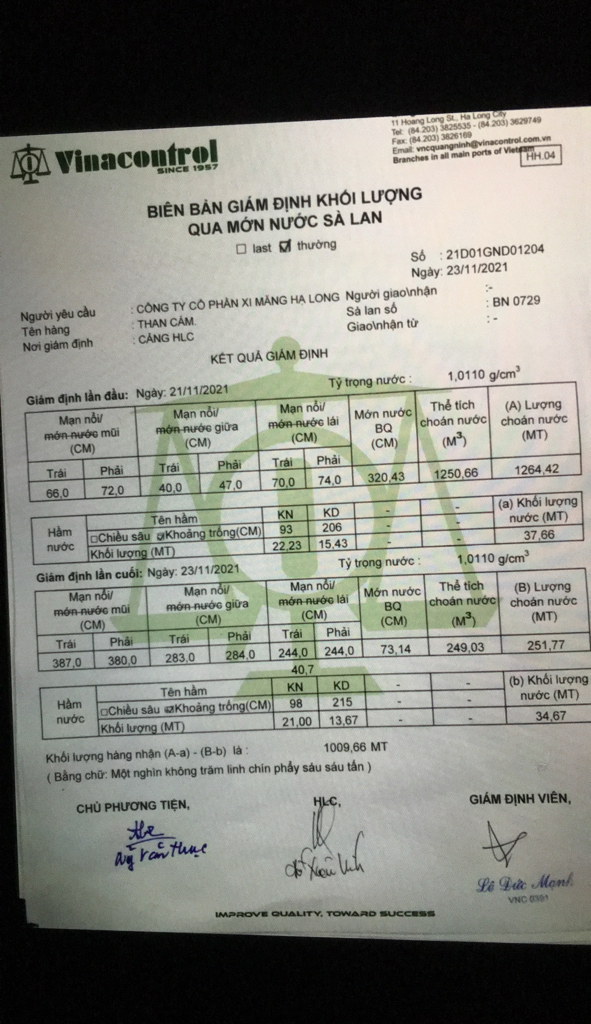 Vinacontrol
SINCE 1957
11 Hoang Long St., Ha Long City
Tel: (84.203) 3825535 - (84.203) 3629749
Fax: (84.203) 3826169
Email: vncquangninh@vinacontrol.com.vn
Branches in all main ports of Vietnam
HH.04
BIÊN BẢN GIÁM ĐỊNH KHỐI LƯỢNG
QUA MỚN NƯỚC SÀ LAN
□ last ☑ thường
Số : 21D01GND01204
Ngày: 23/11/2021
Người yêu cầu : CÔNG TY CỔ PHẦN XI MĂNG HẠ LONG Người giao\nhận :-
Tên hàng : THAN CÁM. Sà lan số : BN 0729
Nơi giám định : CẢNG HLC Giao\nhận từ : -
KẾT QUẢ GIÁM ĐỊNH
Giám định lần đầu: Ngày: 21/11/2021 Tỷ trọng nước : 1,0110 g/cm³
Mạn nổi/ mớn nước mũi (CM) Mạn nổi/ mớn nước giữa (CM) Mạn nổi/ mớn nước lái (CM) Mớn nước BQ (CM) Thể tích choán nước (M³) (A) Lượng choán nước (MT)
Trái Phải Trái Phải Trái Phải
66,0 72,0 40,0 47,0 70,0 74,0 320,43 1250,66 1264,42
Hầm nước Tên hầm KN KD - - (a) Khối lượng nước (MT)
□Chiều sâu ☑Khoảng trống(CM) 93 206 - -
Khối lượng (MT) 22,23 15,43 - - 37,66
Giám định lần cuối: Ngày: 23/11/2021 Tỷ trọng nước : 1,0110 g/cm³
Mạn nổi/ mớn nước mũi (CM) Mạn nổi/ mớn nước giữa (CM) Mạn nổi/ mớn nước lái (CM) Mớn nước BQ (CM) Thể tích choán nước (M³) (B) Lượng choán nước (MT)
Trái Phải Trái Phải Trái Phải
387,0 380,0 283,0 284,0 244,0 244,0 73,14 249,03 251,77
40,7
Hầm nước Tên hầm KN KD - - (b) Khối lượng nước (MT)
□Chiều sâu ☑Khoảng trống(CM) 98 215 - -
Khối lượng (MT) 21,00 13,67 - - 34,67
Khối lượng hàng nhận (A-a) - (B-b) là : 1009,66 MT
( Bằng chữ: Một nghìn không trăm linh chín phẩy sáu sáu tấn )
CHỦ PHƯƠNG TIỆN, HLC, GIÁM ĐỊNH VIÊN,
Ng Văn Thục
Lê Đức Mạnh
VNC 0301
IMPROVE QUALITY, TOWARD SUCCESS